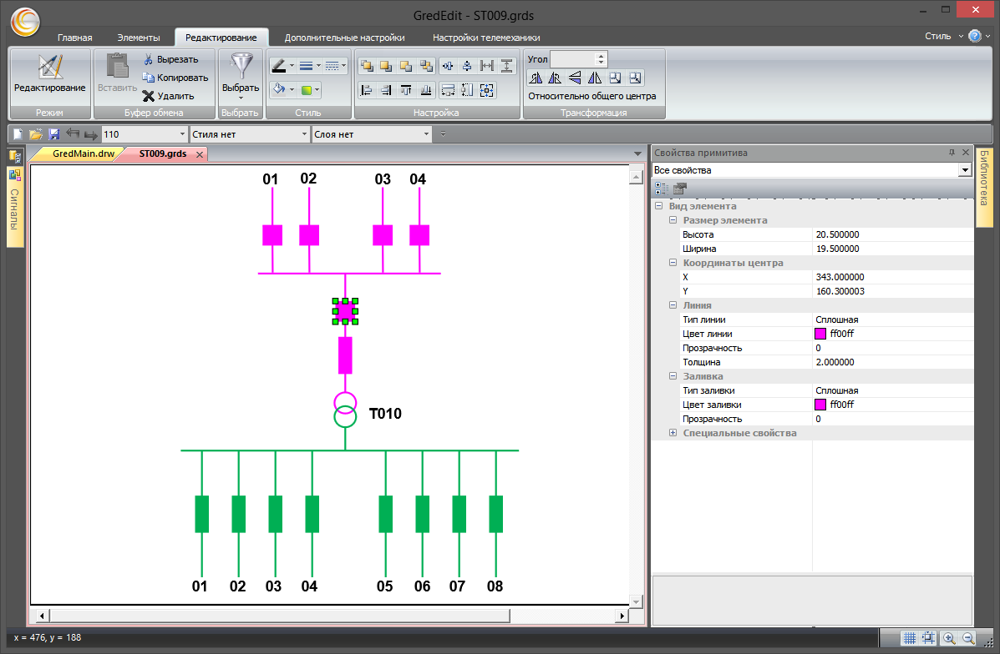 GredEdit - ST009.grds
Главная Элементы Редактирование Дополнительные настройки Настройки телемеханики Стиль
Редактирование
Режим
Вставить
Вырезать
Копировать
Удалить
Буфер обмена
Выбрать
Выбрать
Стиль
Настройка
Угол
Относительно общего центра
Трансформация
110 Стиля нет Слоя нет
Сигналы
GredMain.drw ST009.grds
01 02 03 04
T010
01 02 03 04 05 06 07 08
Свойства примитива
Все свойства
Вид элемента
Размер элемента
Высота 20.500000
Ширина 19.500000
Координаты центра
X 343.000000
Y 160.300003
Линия
Тип линии Сплошная
Цвет линии ff00ff
Прозрачность 0
Толщина 2.000000
Заливка
Тип заливки Сплошная
Цвет заливки ff00ff
Прозрачность 0
Специальные свойства
Библиотека
x = 476, y = 188